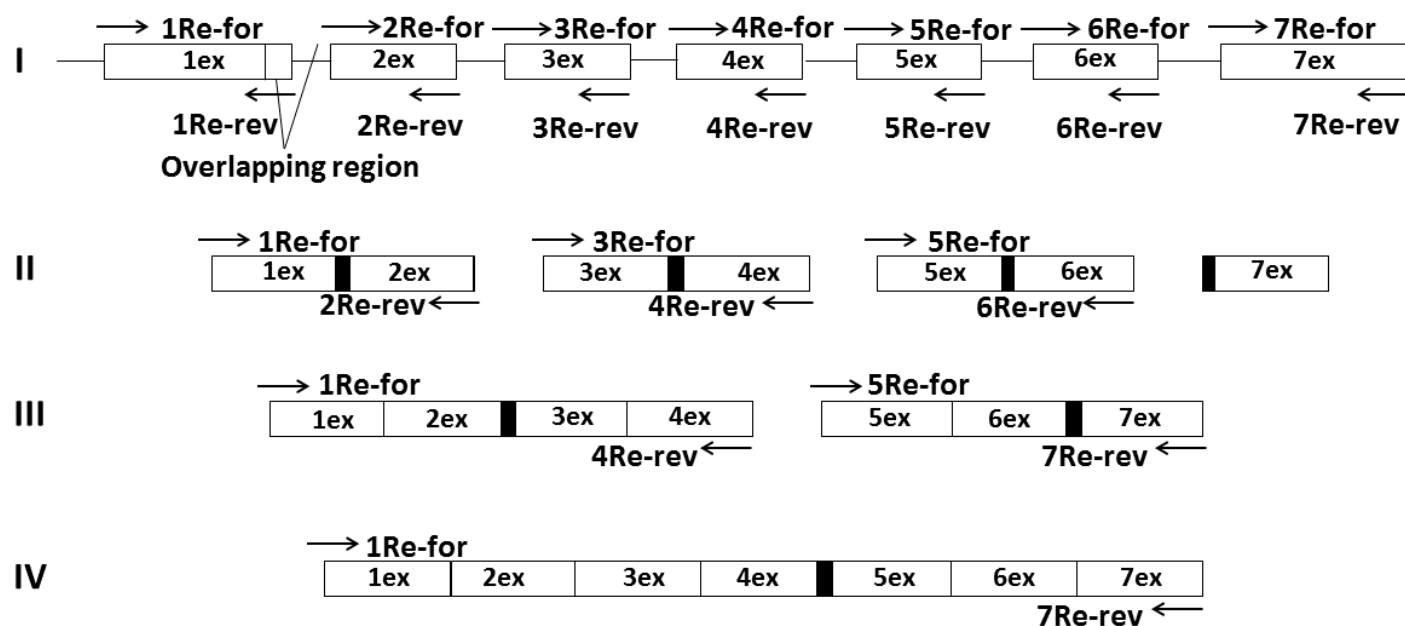 1Re-for 2Re-for 3Re-for 4Re-for 5Re-for 6Re-for 7Re-for
I 1ex 2ex 3ex 4ex 5ex 6ex 7ex
1Re-rev 2Re-rev 3Re-rev 4Re-rev 5Re-rev 6Re-rev 7Re-rev
Overlapping region
1Re-for 3Re-for 5Re-for
II 1ex 2ex 3ex 4ex 5ex 6ex 7ex
2Re-rev 4Re-rev 6Re-rev
1Re-for 5Re-for
III 1ex 2ex 3ex 4ex 5ex 6ex 7ex
4Re-rev 7Re-rev
1Re-for
IV 1ex 2ex 3ex 4ex 5ex 6ex 7ex
7Re-rev